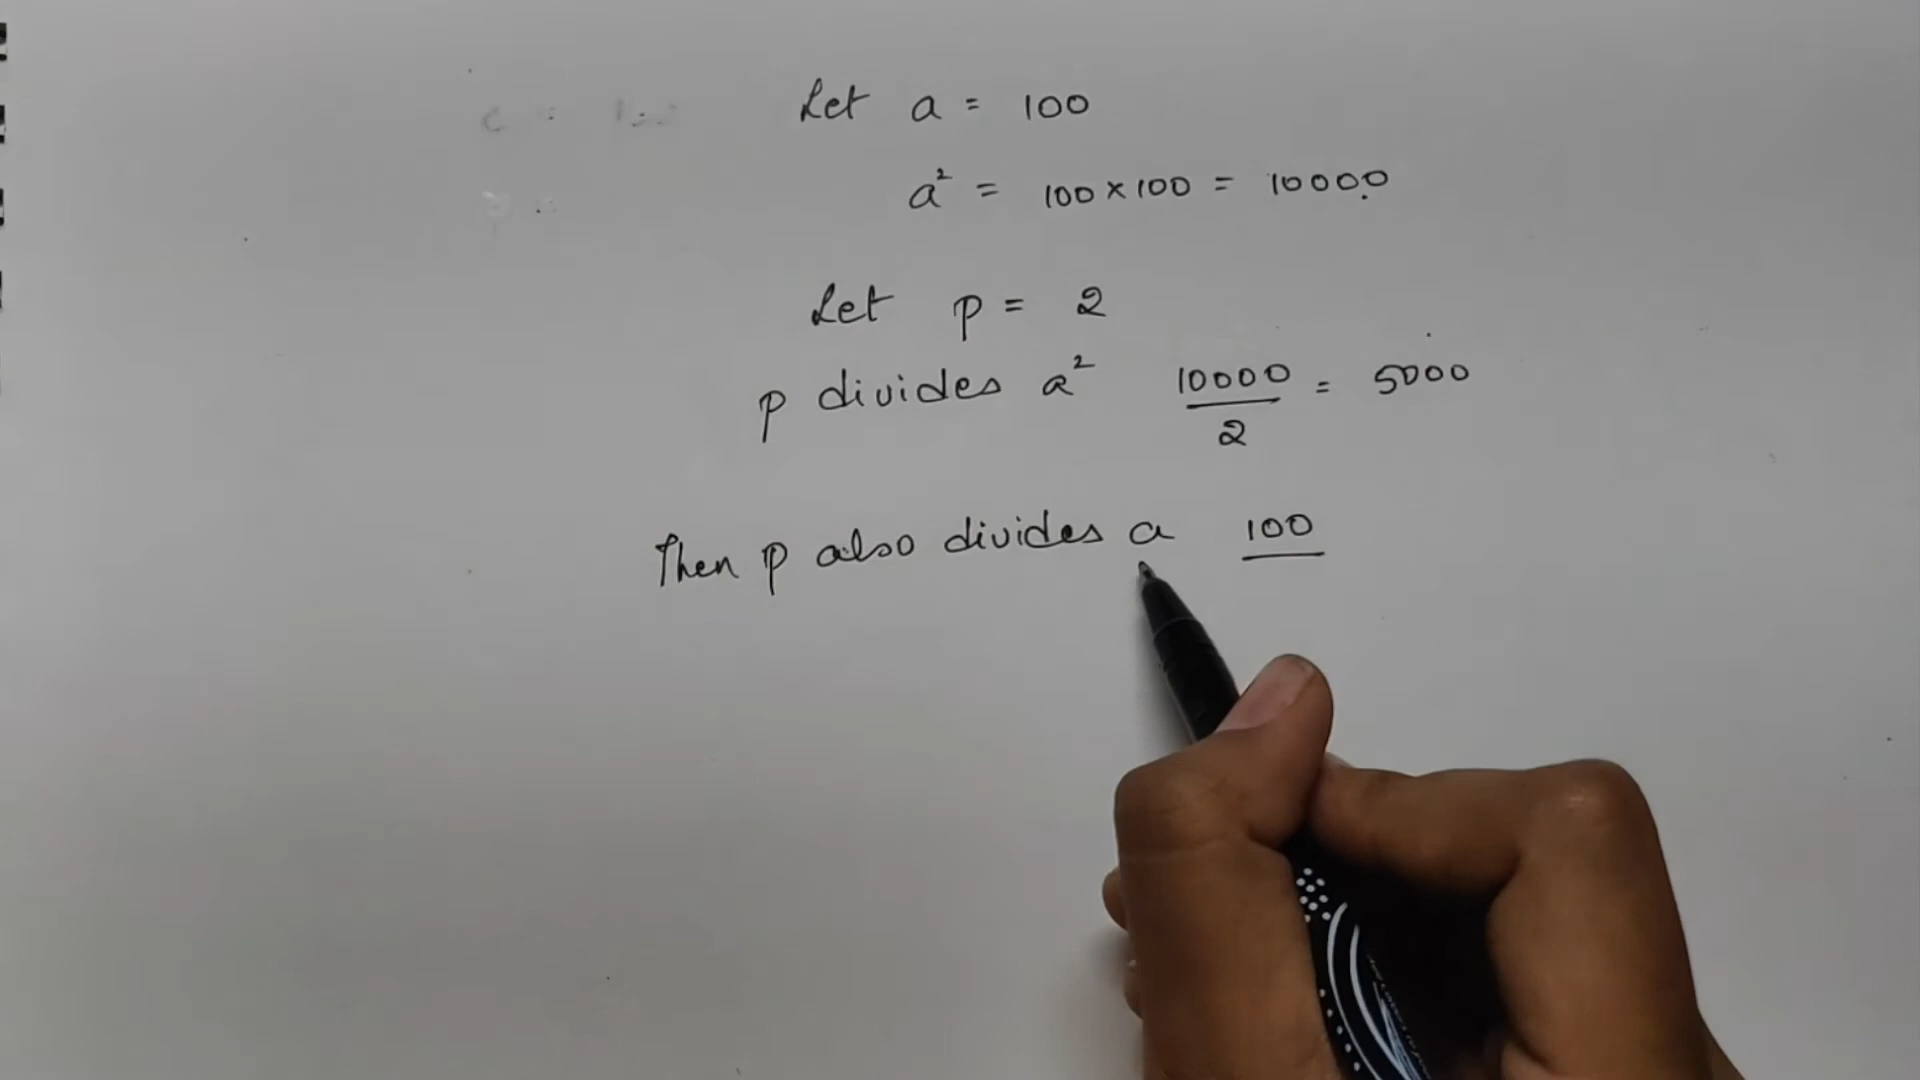 Let a = 100
a² = 100 × 100 = 10000
Let p = 2
p divides a² 10000/2 = 5000
Then p also divides a 100